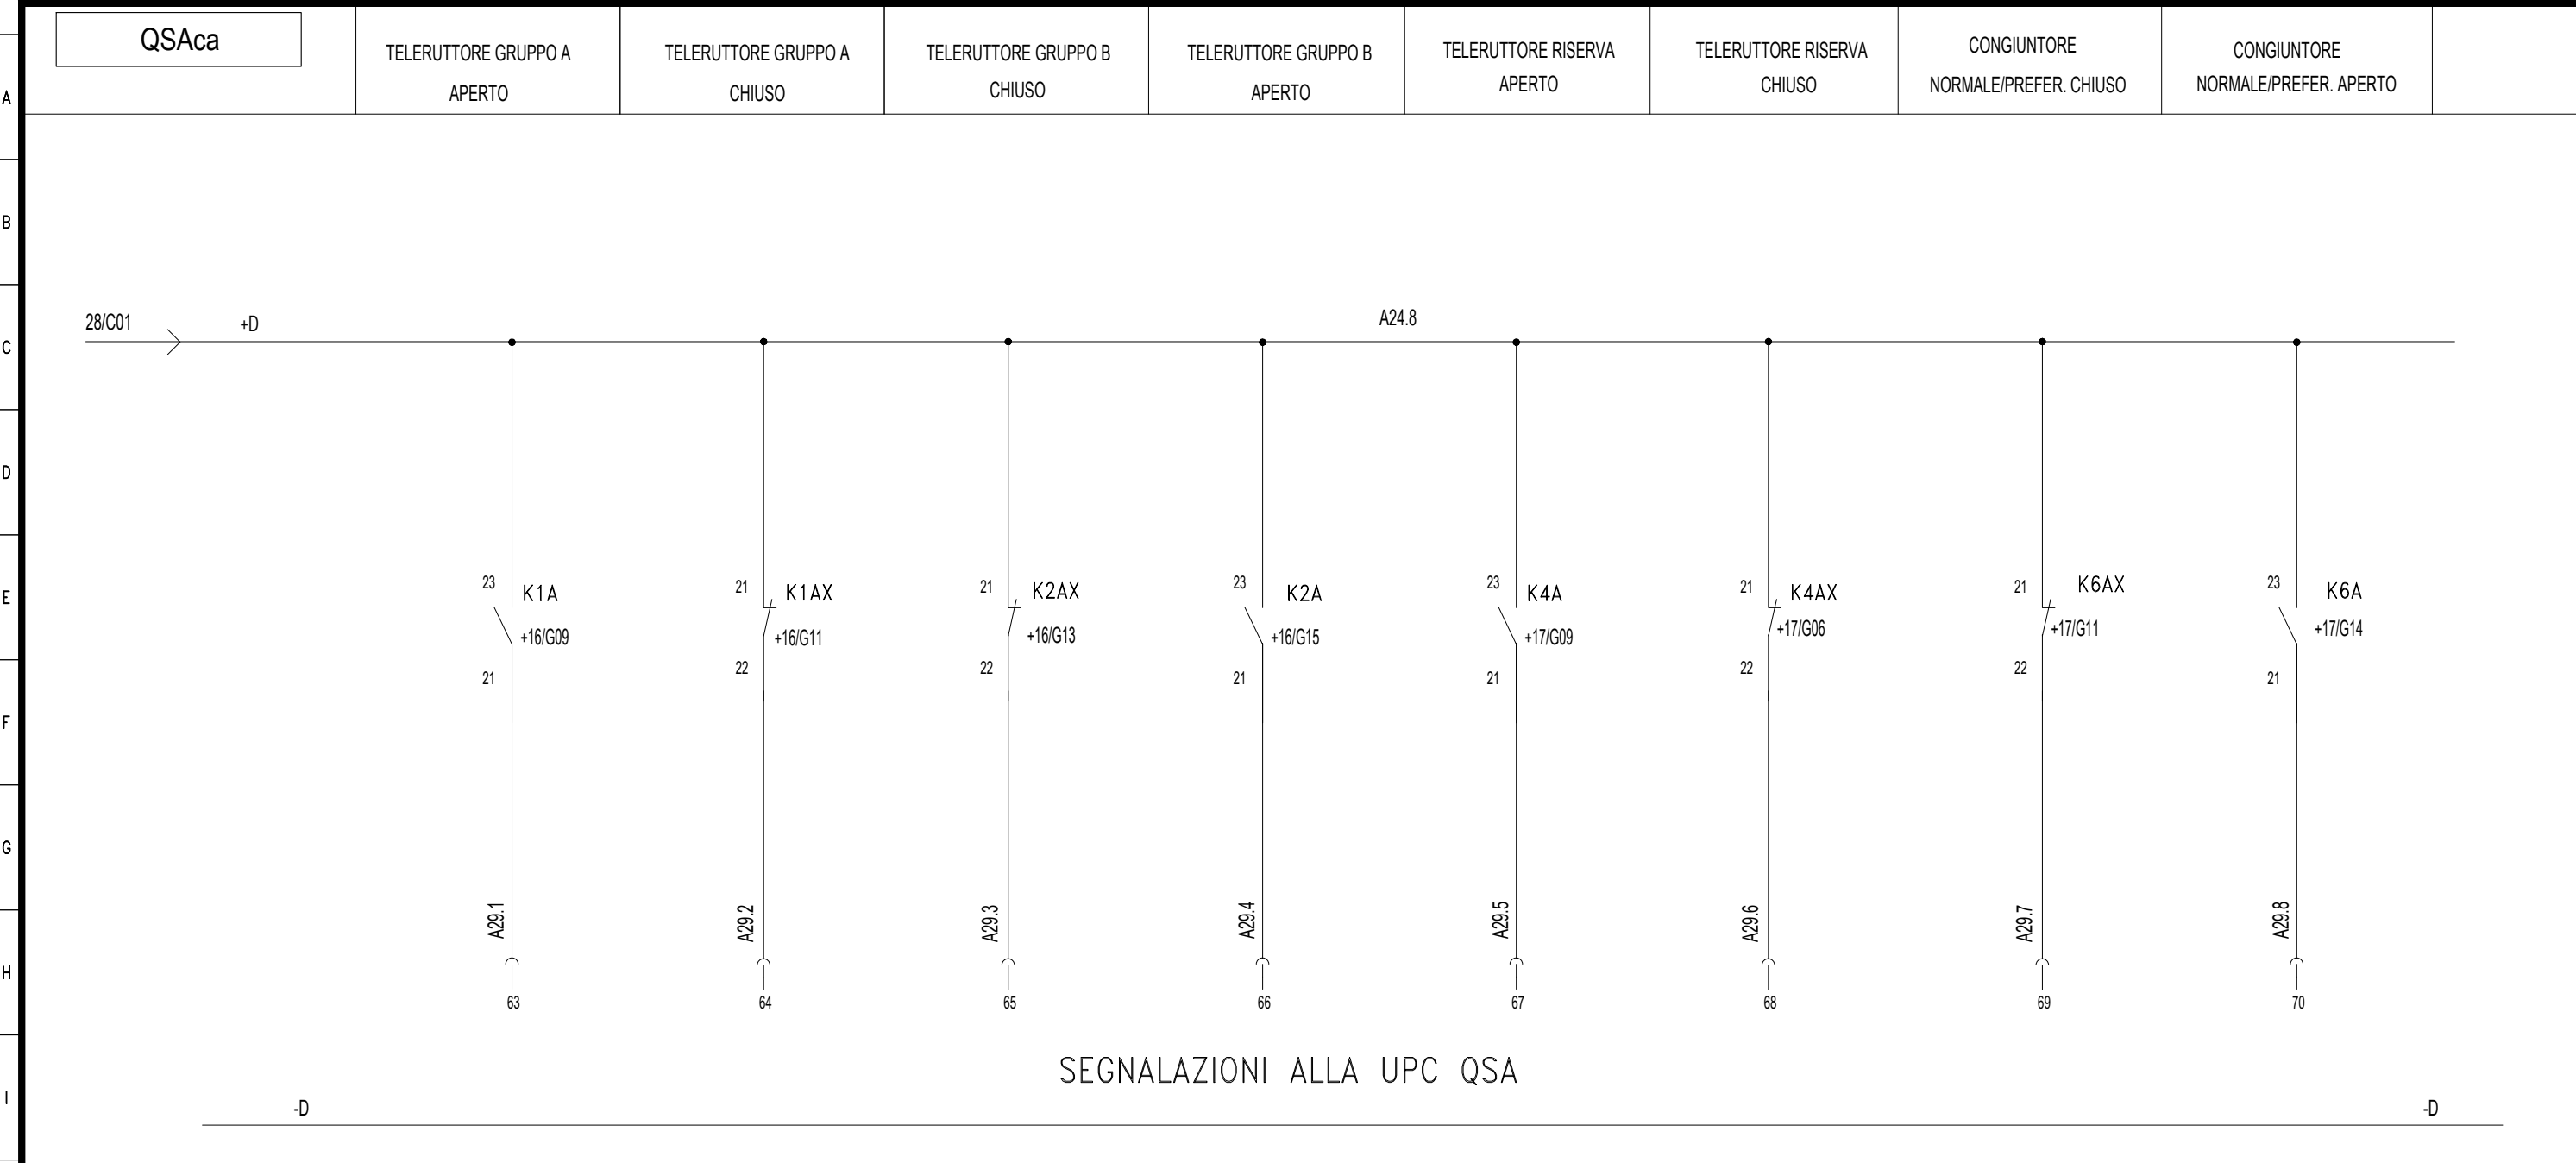 QSAca
TELERUTTORE GRUPPO A
APERTO
TELERUTTORE GRUPPO A
CHIUSO
TELERUTTORE GRUPPO B
CHIUSO
TELERUTTORE GRUPPO B
APERTO
TELERUTTORE RISERVA
APERTO
TELERUTTORE RISERVA
CHIUSO
CONGIUNTORE
NORMALE/PREFER. CHIUSO
CONGIUNTORE
NORMALE/PREFER. APERTO
A
B
28/C01
+D
A24.8
C
D
23
K1A
+16/G09
21
21
K1AX
+16/G11
22
21
K2AX
+16/G13
22
23
K2A
+16/G15
21
23
K4A
+17/G09
21
21
K4AX
+17/G06
22
21
K6AX
+17/G11
22
23
K6A
+17/G14
21
E
F
G
A29.1
A29.2
A29.3
A29.4
A29.5
A29.6
A29.7
A29.8
H
63
64
65
66
67
68
69
70
SEGNALAZIONI ALLA UPC QSA
I
-D
-D